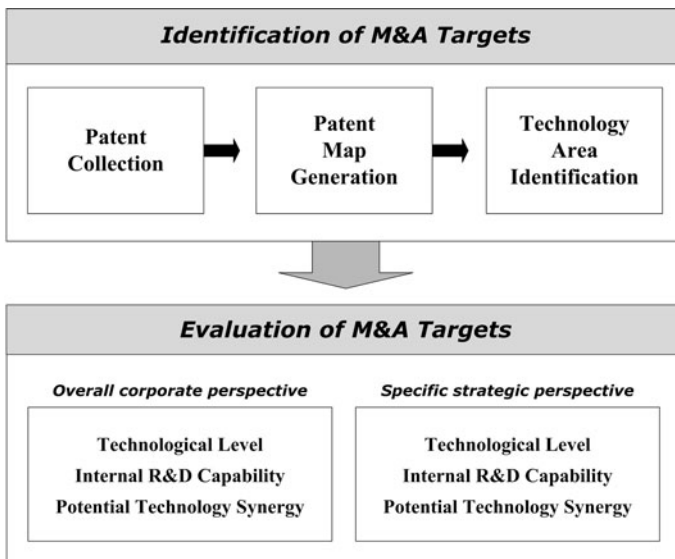 Identification of M&A Targets
Patent
Collection
Patent
Map
Generation
Technology
Area
Identification
Evaluation of M&A Targets
Overall corporate perspective
Technological Level
Internal R&D Capability
Potential Technology Synergy
Specific strategic perspective
Technological Level
Internal R&D Capability
Potential Technology Synergy